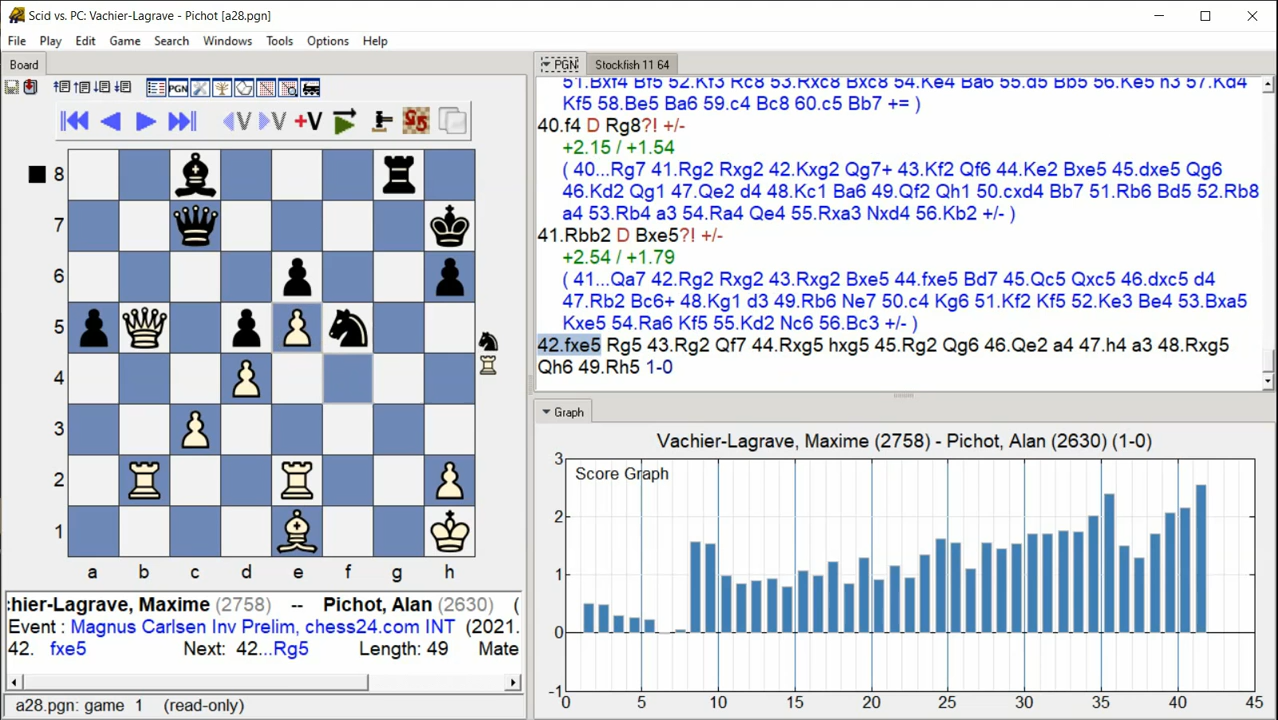 Scid vs. PC: Vachier-Lagrave - Pichot [a28.pgn]
File Play Edit Game Search Windows Tools Options Help
Board
PGN
V V +V
8
7
6
5
4
3
2
1
a b c d e f g h
:hier-Lagrave, Maxime (2758) -- Pichot, Alan (2630) (
Event : Magnus Carlsen Inv Prelim, chess24.com INT (2021.
42. fxe5 Next: 42...Rg5 Length: 49 Mate
a28.pgn: game 1 (read-only)
PGN Stockfish 11 64
51.Bxf4 Bf5 52.Kf3 Rc8 53.Rxc8 Bxc8 54.Ke4 Ba6 55.d5 Bb5 56.Ke5 h3 57.Kd4
Kf5 58.Be5 Ba6 59.c4 Bc8 60.c5 Bb7 += )
40.f4 D Rg8?! +/-
+2.15 / +1.54
( 40...Rg7 41.Rg2 Rxg2 42.Kxg2 Qg7+ 43.Kf2 Qf6 44.Ke2 Bxe5 45.dxe5 Qg6
46.Kd2 Qg1 47.Qe2 d4 48.Kc1 Ba6 49.Qf2 Qh1 50.cxd4 Bb7 51.Rb6 Bd5 52.Rb8
a4 53.Rb4 a3 54.Ra4 Qe4 55.Rxa3 Nxd4 56.Kb2 +/- )
41.Rbb2 D Bxe5?! +/-
+2.54 / +1.79
( 41...Qa7 42.Rg2 Rxg2 43.Rxg2 Bxe5 44.fxe5 Bd7 45.Qc5 Qxc5 46.dxc5 d4
47.Rb2 Bc6+ 48.Kg1 d3 49.Rb6 Ne7 50.c4 Kg6 51.Kf2 Kf5 52.Ke3 Be4 53.Bxa5
Kxe5 54.Ra6 Kf5 55.Kd2 Nc6 56.Bc3 +/- )
42.fxe5 Rg5 43.Rg2 Qf7 44.Rxg5 hxg5 45.Rg2 Qg6 46.Qe2 a4 47.h4 a3 48.Rxg5
Qh6 49.Rh5 1-0
Graph
Vachier-Lagrave, Maxime (2758) - Pichot, Alan (2630) (1-0)
Score Graph
3
2
1
0
-1
0 5 10 15 20 25 30 35 40 45